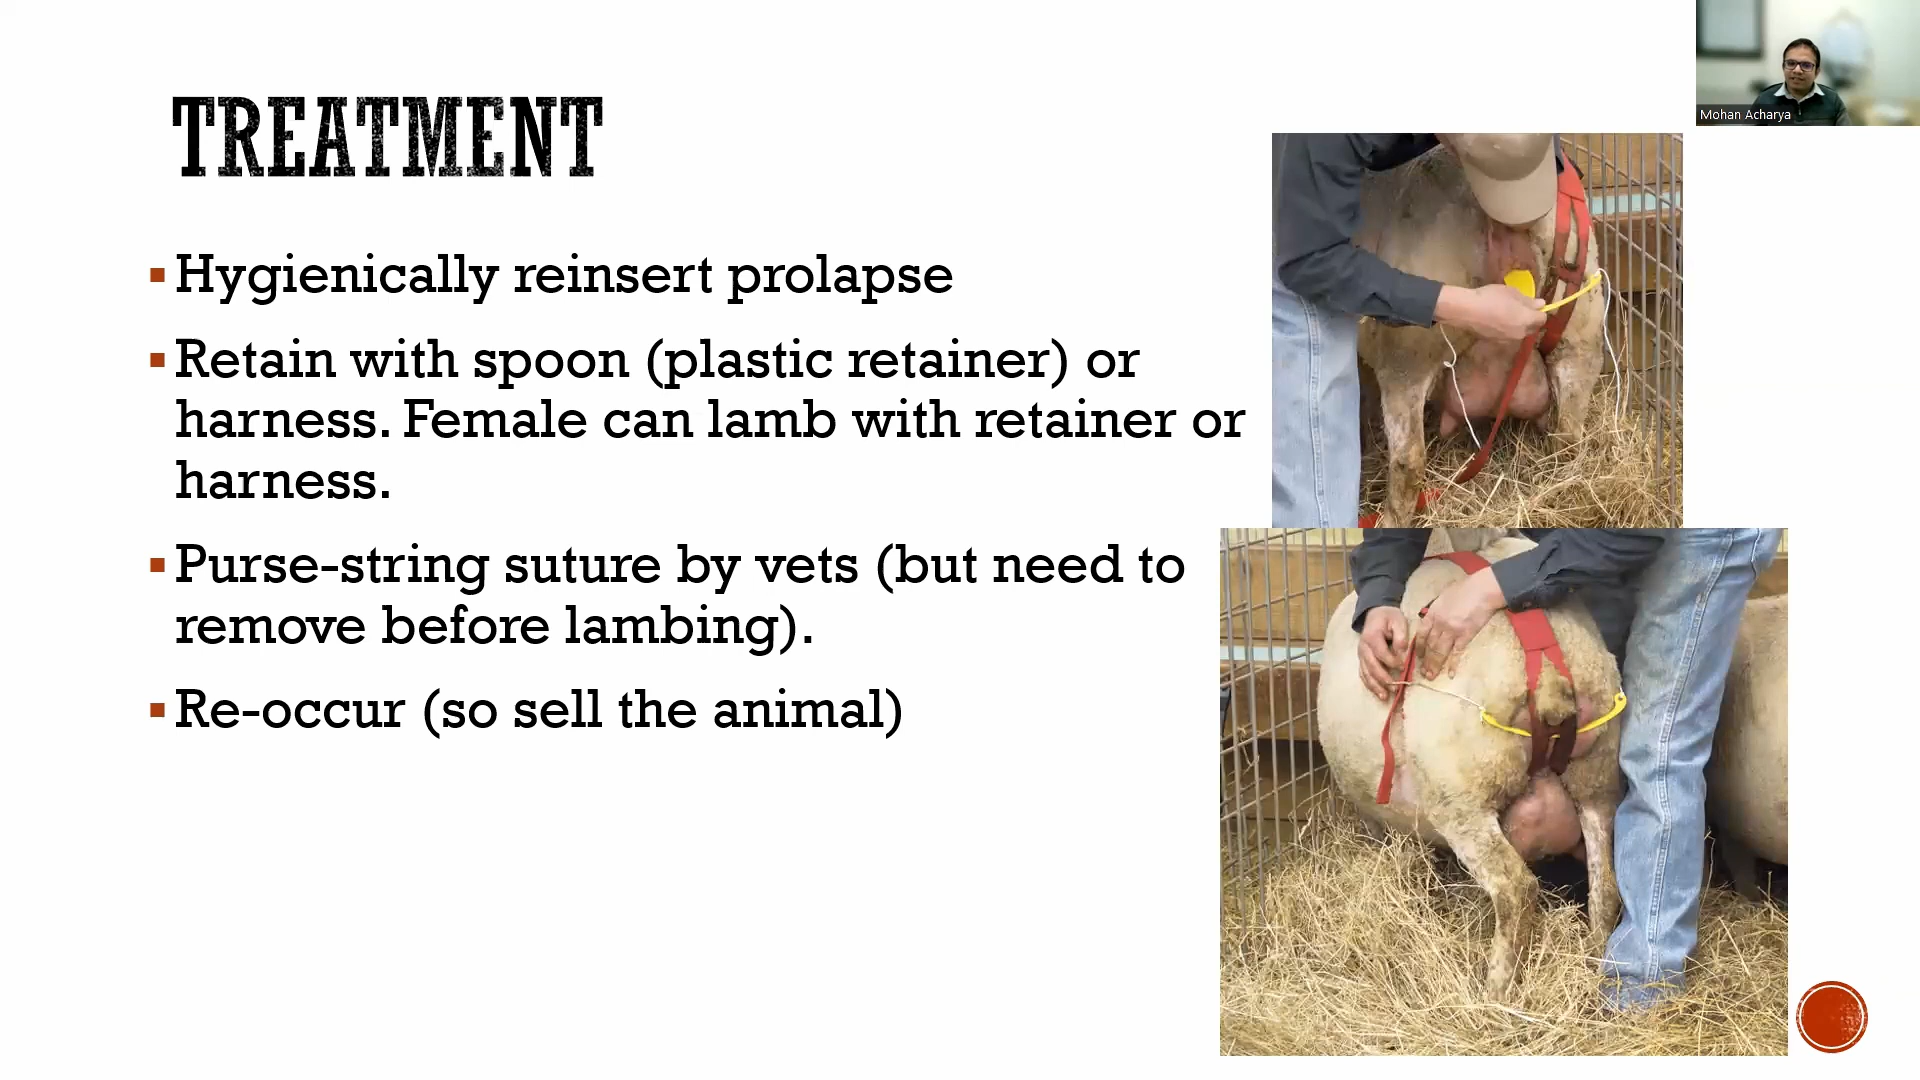 TREATMENT
Mohan Acharya
Hygienically reinsert prolapse
Retain with spoon (plastic retainer) or
harness. Female can lamb with retainer or
harness.
Purse-string suture by vets (but need to
remove before lambing).
Re-occur (so sell the animal)